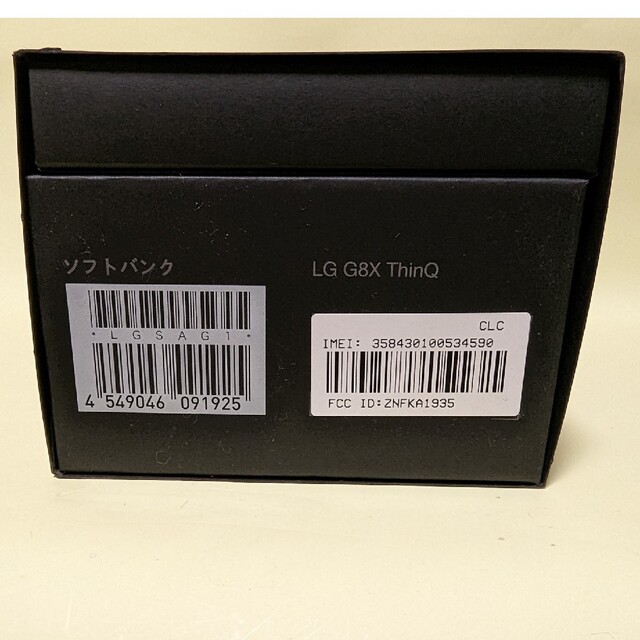 ソフトバンク
LG G8X ThinQ
*LGSAG1*
4 549046 091925
CLC
IMEI: 358430100534590
FCC ID:ZNFKA1935